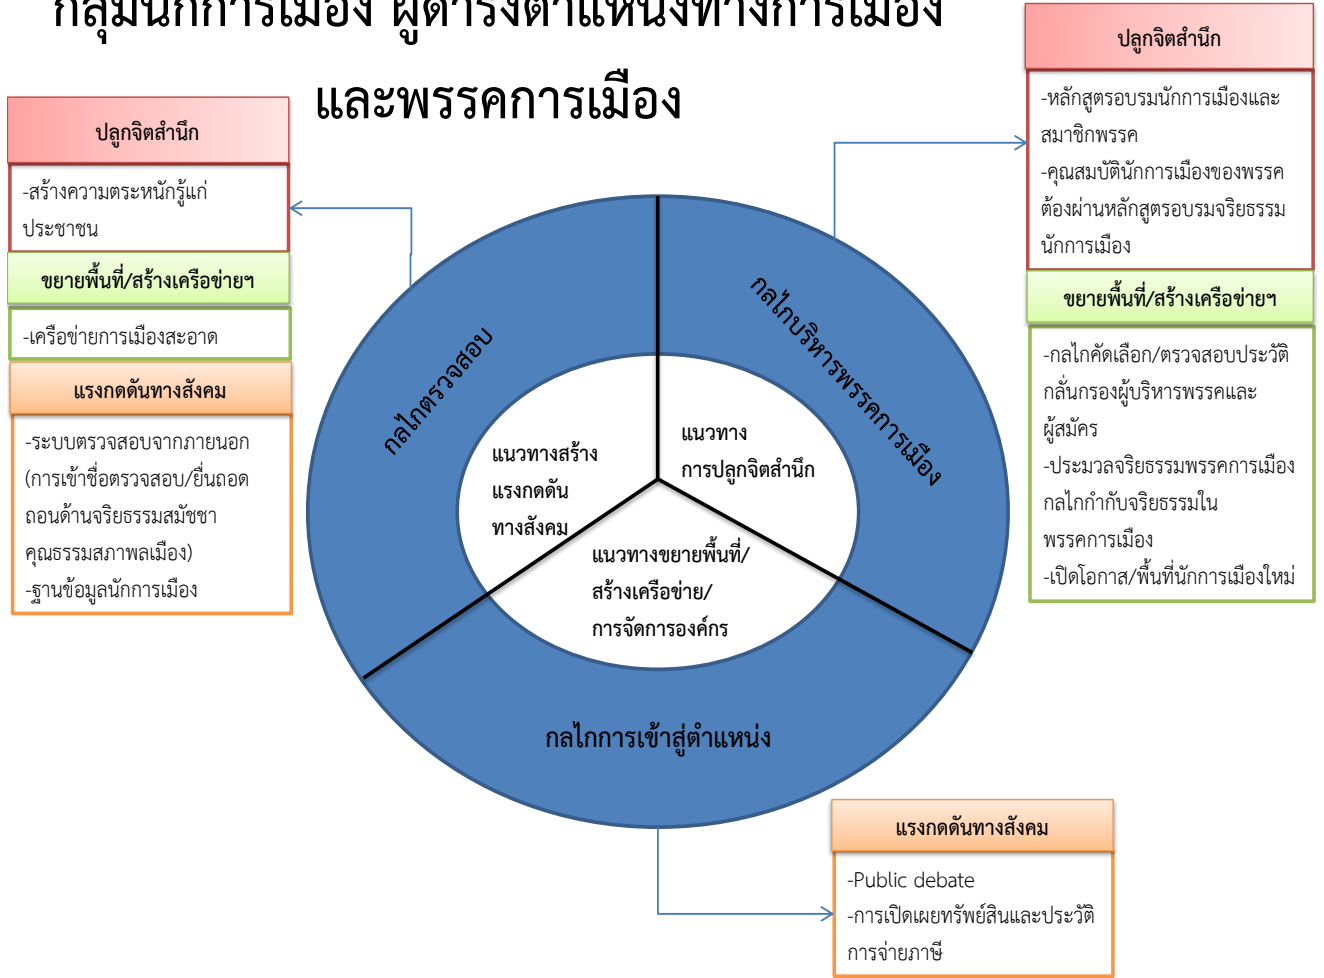 กลุ่มนักการเมือง ผู้ดำรงตำแหน่งทางการเมือง
และพรรคการเมือง
ปลูกจิตสำนึก
-สร้างความตระหนักรู้แก่
ประชาชน
ขยายพื้นที่/สร้างเครือข่ายฯ
-เครือข่ายการเมืองสะอาด
แรงกดดันทางสังคม
-ระบบตรวจสอบจากภายนอก
(การเข้าชื่อตรวจสอบ/ยื่นถอด
ถอนด้านจริยธรรมสมัชชา
คุณธรรมสภาพลเมือง)
-ฐานข้อมูลนักการเมือง
ปลูกจิตสำนึก
-หลักสูตรอบรมนักการเมืองและ
สมาชิกพรรค
-คุณสมบัตินักการเมืองของพรรค
ต้องผ่านหลักสูตรอบรมจริยธรรม
นักการเมือง
ขยายพื้นที่/สร้างเครือข่ายฯ
-กลไกคัดเลือก/ตรวจสอบประวัติ
กลั่นกรองผู้บริหารพรรคและ
ผู้สมัคร
-ประมวลจริยธรรมพรรคการเมือง
กลไกกำกับจริยธรรมใน
พรรคการเมือง
-เปิดโอกาส/พื้นที่นักการเมืองใหม่
กลไกตรวจสอบ
กลไกบริหารพรรคการเมือง
แนวทางสร้าง
แรงกดดัน
ทางสังคม
แนวทาง
การปลูกจิตสำนึก
แนวทางขยายพื้นที่/
สร้างเครือข่าย/
การจัดการองค์กร
กลไกการเข้าสู่ตำแหน่ง
แรงกดดันทางสังคม
-Public debate
-การเปิดเผยทรัพย์สินและประวัติ
การจ่ายภาษี